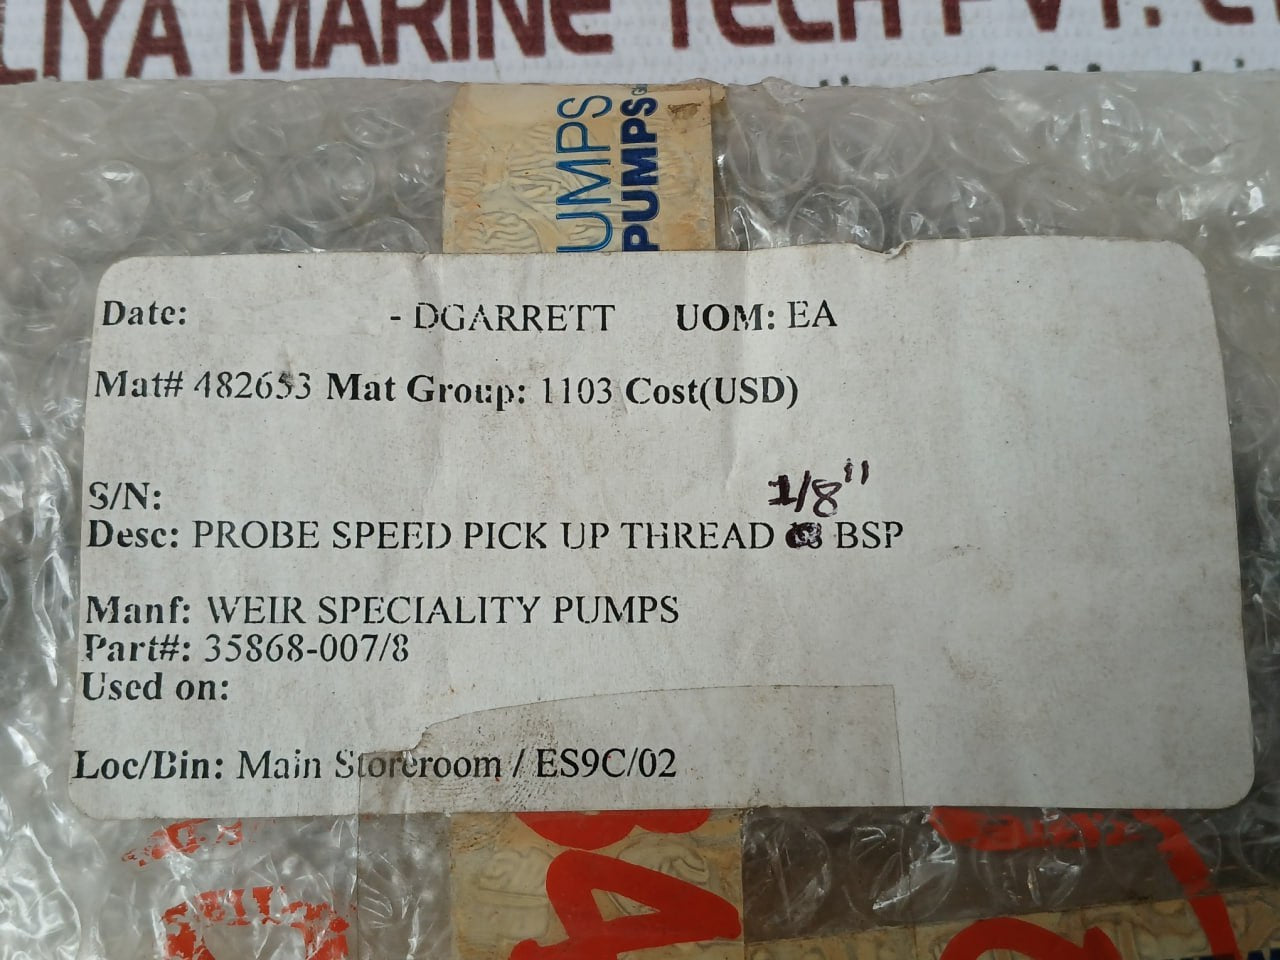 LIYA MARINE TECH PVT.
UMPS
PUMPS
Date: - DGARRETT UOM: EA
Mat# 482653 Mat Group: 1103 Cost(USD)
S/N:
1/8"
Desc: PROBE SPEED PICK UP THREAD BSP
Manf: WEIR SPECIALITY PUMPS
Part#: 35868-007/8
Used on:
Loc/Bin: Main Storeroom / ES9C/02
84